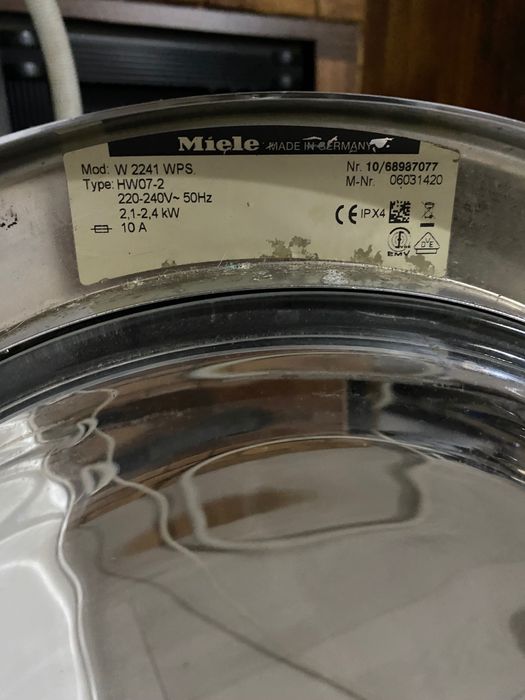 Miele MADE IN GERMANY
Mod: W 2241 WPS
Type: HW07-2
220-240V~ 50Hz
2,1-2,4 kW
10 A
Nr. 10/68987077
M-Nr. 06031420
CE IPX4
EMV